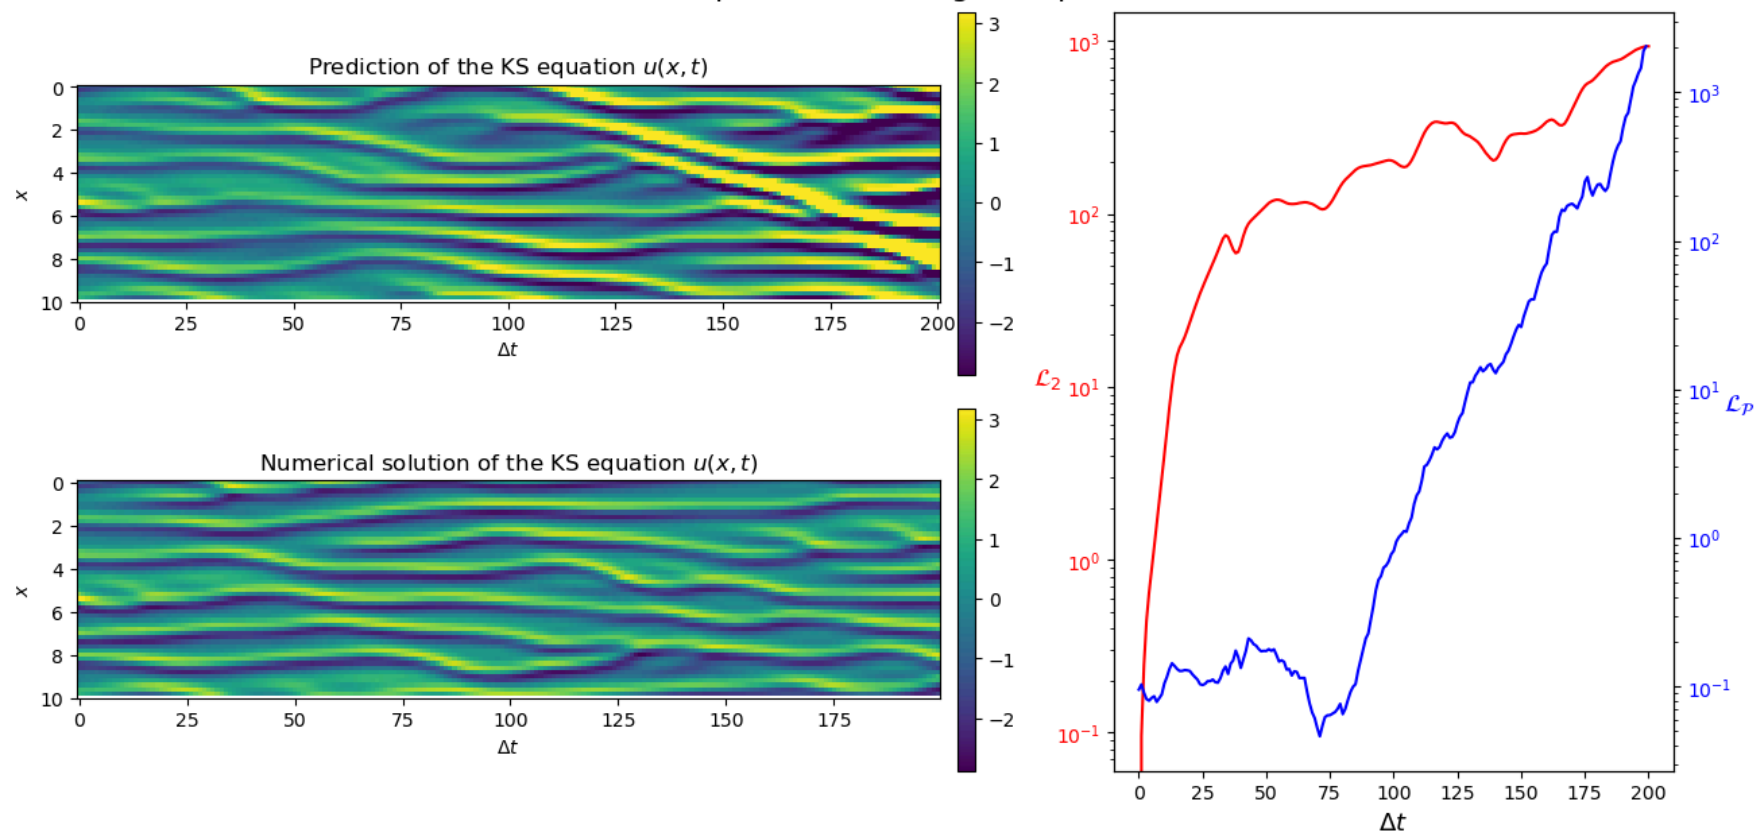 Prediction of the KS equation u(x, t)
0
2
4
6
8
10
x
0 25 50 75 100 125 150 175 200
Δt
3
2
1
0
−1
−2
Numerical solution of the KS equation u(x, t)
0
2
4
6
8
10
x
0 25 50 75 100 125 150 175
Δt
3
2
1
0
−1
−2
10³
10²
10¹
10⁰
10⁻¹
ℒ₂
0 25 50 75 100 125 150 175 200
Δt
10³
10²
10¹
10⁰
10⁻¹
ℒ_𝒫